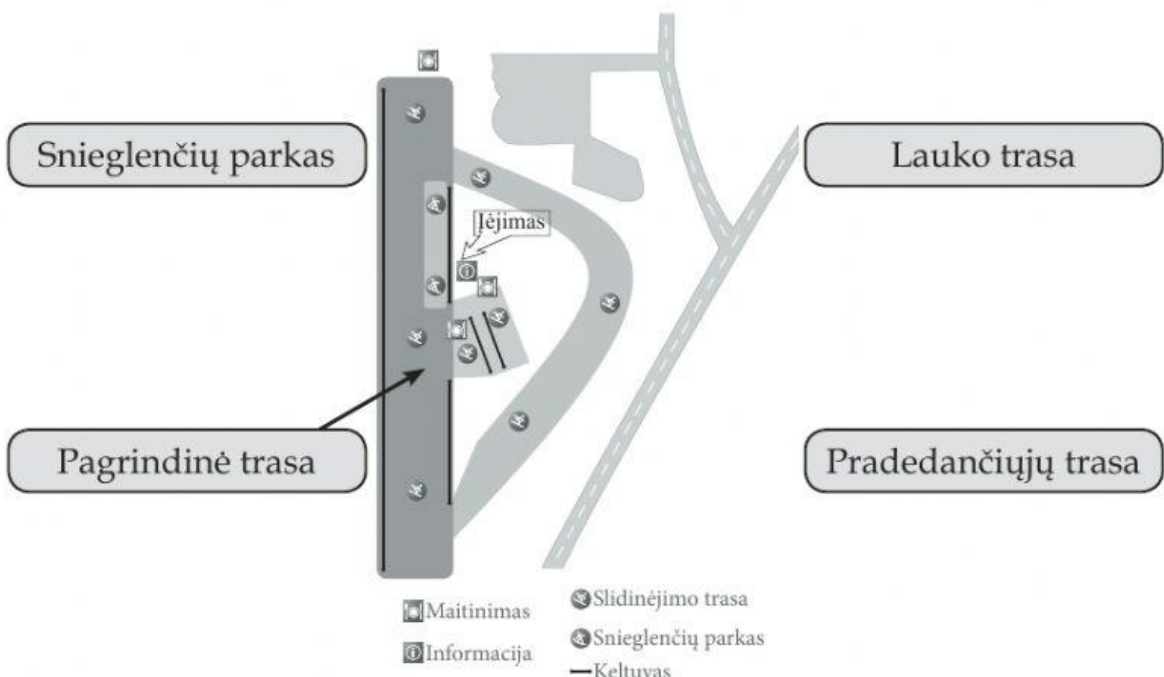 Snieglenčių parkas
Lauko trasa
Įėjimas
Pagrindinė trasa
Pradedančiųjų trasa
Maitinimas
Slidinėjimo trasa
Informacija
Snieglenčių parkas
Keltuvas